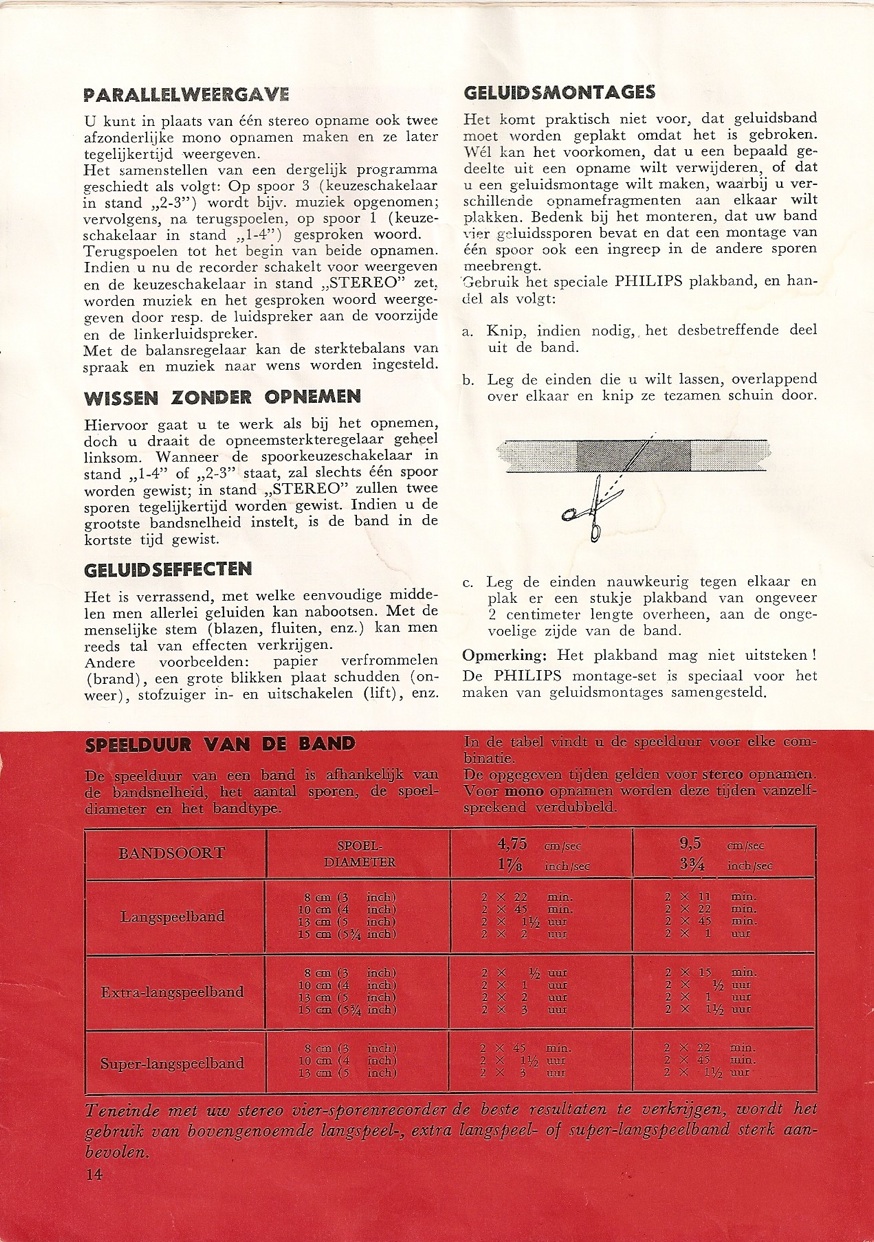 PARALLELWEERGAVE
U kunt in plaats van één stereo opname ook twee
afzonderlijke mono opnamen maken en ze later
tegelijkertijd weergeven.
Het samenstellen van een dergelijk programma
geschiedt als volgt: Op spoor 3 (keuzeschakelaar
in stand „2-3”) wordt bijv. muziek opgenomen;
vervolgens, na terugspoelen, op spoor 1 (keuze-
schakelaar in stand „1-4”) gesproken woord.
Terugspoelen tot het begin van beide opnamen.
Indien u nu de recorder schakelt voor weergeven
en de keuzeschakelaar in stand „STEREO” zet,
worden muziek en het gesproken woord weerge-
geven door resp. de luidspreker aan de voorzijde
en de linkerluidspreker.
Met de balansregelaar kan de sterktebalans van
spraak en muziek naar wens worden ingesteld.
WISSEN ZONDER OPNEMEN
Hiervoor gaat u te werk als bij het opnemen,
doch u draait de opneemsterkteregelaar geheel
linksom. Wanneer de spoorkeuzeschakelaar in
stand „1-4” of „2-3” staat, zal slechts één spoor
worden gewist; in stand „STEREO” zullen twee
sporen tegelijkertijd worden gewist. Indien u de
grootste bandsnelheid instelt, is de band in de
kortste tijd gewist.
GELUIDSEFFECTEN
Het is verrassend, met welke eenvoudige midde-
len men allerlei geluiden kan nabootsen. Met de
menselijke stem (blazen, fluiten, enz.) kan men
reeds tal van effecten verkrijgen.
Andere voorbeelden: papier verfrommelen
(brand), een grote blikken plaat schudden (on-
weer), stofzuiger in- en uitschakelen (lift), enz.
GELUIDSMONTAGES
Het komt praktisch niet voor, dat geluidsband
moet worden geplakt omdat het is gebroken.
Wél kan het voorkomen, dat u een bepaald ge-
deelte uit een opname wilt verwijderen, of dat
u een geluidsmontage wilt maken, waarbij u ver-
schillende opnamefragmenten aan elkaar wilt
plakken. Bedenk bij het monteren, dat uw band
vier geluidssporen bevat en dat een montage van
één spoor ook een ingreep in de andere sporen
meebrengt.
Gebruik het speciale PHILIPS plakband, en han-
del als volgt:
a. Knip, indien nodig, het desbetreffende deel
uit de band.
b. Leg de einden die u wilt lassen, overlappend
over elkaar en knip ze tezamen schuin door.
c. Leg de einden nauwkeurig tegen elkaar en
plak er een stukje plakband van ongeveer
2 centimeter lengte overheen, aan de onge-
voelige zijde van de band.
Opmerking: Het plakband mag niet uitsteken !
De PHILIPS montage-set is speciaal voor het
maken van geluidsmontages samengesteld.
SPEELDUUR VAN DE BAND
De speelduur van een band is afhankelijk van
de bandsnelheid, het aantal sporen, de spoel-
diameter en het bandtype.
In de tabel vindt u de speelduur voor elke com-
binatie.
De opgegeven tijden gelden voor stereo opnamen.
Voor mono opnamen worden deze tijden vanzelf-
sprekend verdubbeld.
BANDSOORT SPOEL-DIAMETER 4,75 cm/sec 1⅞ inch/sec 9,5 cm/sec 3¾ inch/sec
Langspeelband
8 cm (3 inch) 2 × 22 min. 2 × 11 min.
10 cm (4 inch) 2 × 45 min. 2 × 22 min.
13 cm (5 inch) 2 × 1½ uur 2 × 45 min.
15 cm (5¾ inch) 2 × 2 uur 2 × 1 uur
Extra-langspeelband
8 cm (3 inch) 2 × ½ uur 2 × 15 min.
10 cm (4 inch) 2 × 1 uur 2 × ½ uur
13 cm (5 inch) 2 × 2 uur 2 × 1 uur
15 cm (5¾ inch) 2 × 3 uur 2 × 1½ uur
Super-langspeelband
8 cm (3 inch) 2 × 45 min. 2 × 22 min.
10 cm (4 inch) 2 × 1½ uur 2 × 45 min.
13 cm (5 inch) 2 × 3 uur 2 × 1½ uur
Teneinde met uw stereo vier-sporenrecorder de beste resultaten te verkrijgen, wordt het
gebruik van bovengenoemde langspeel-, extra langspeel- of super-langspeelband sterk aan-
bevolen.
14